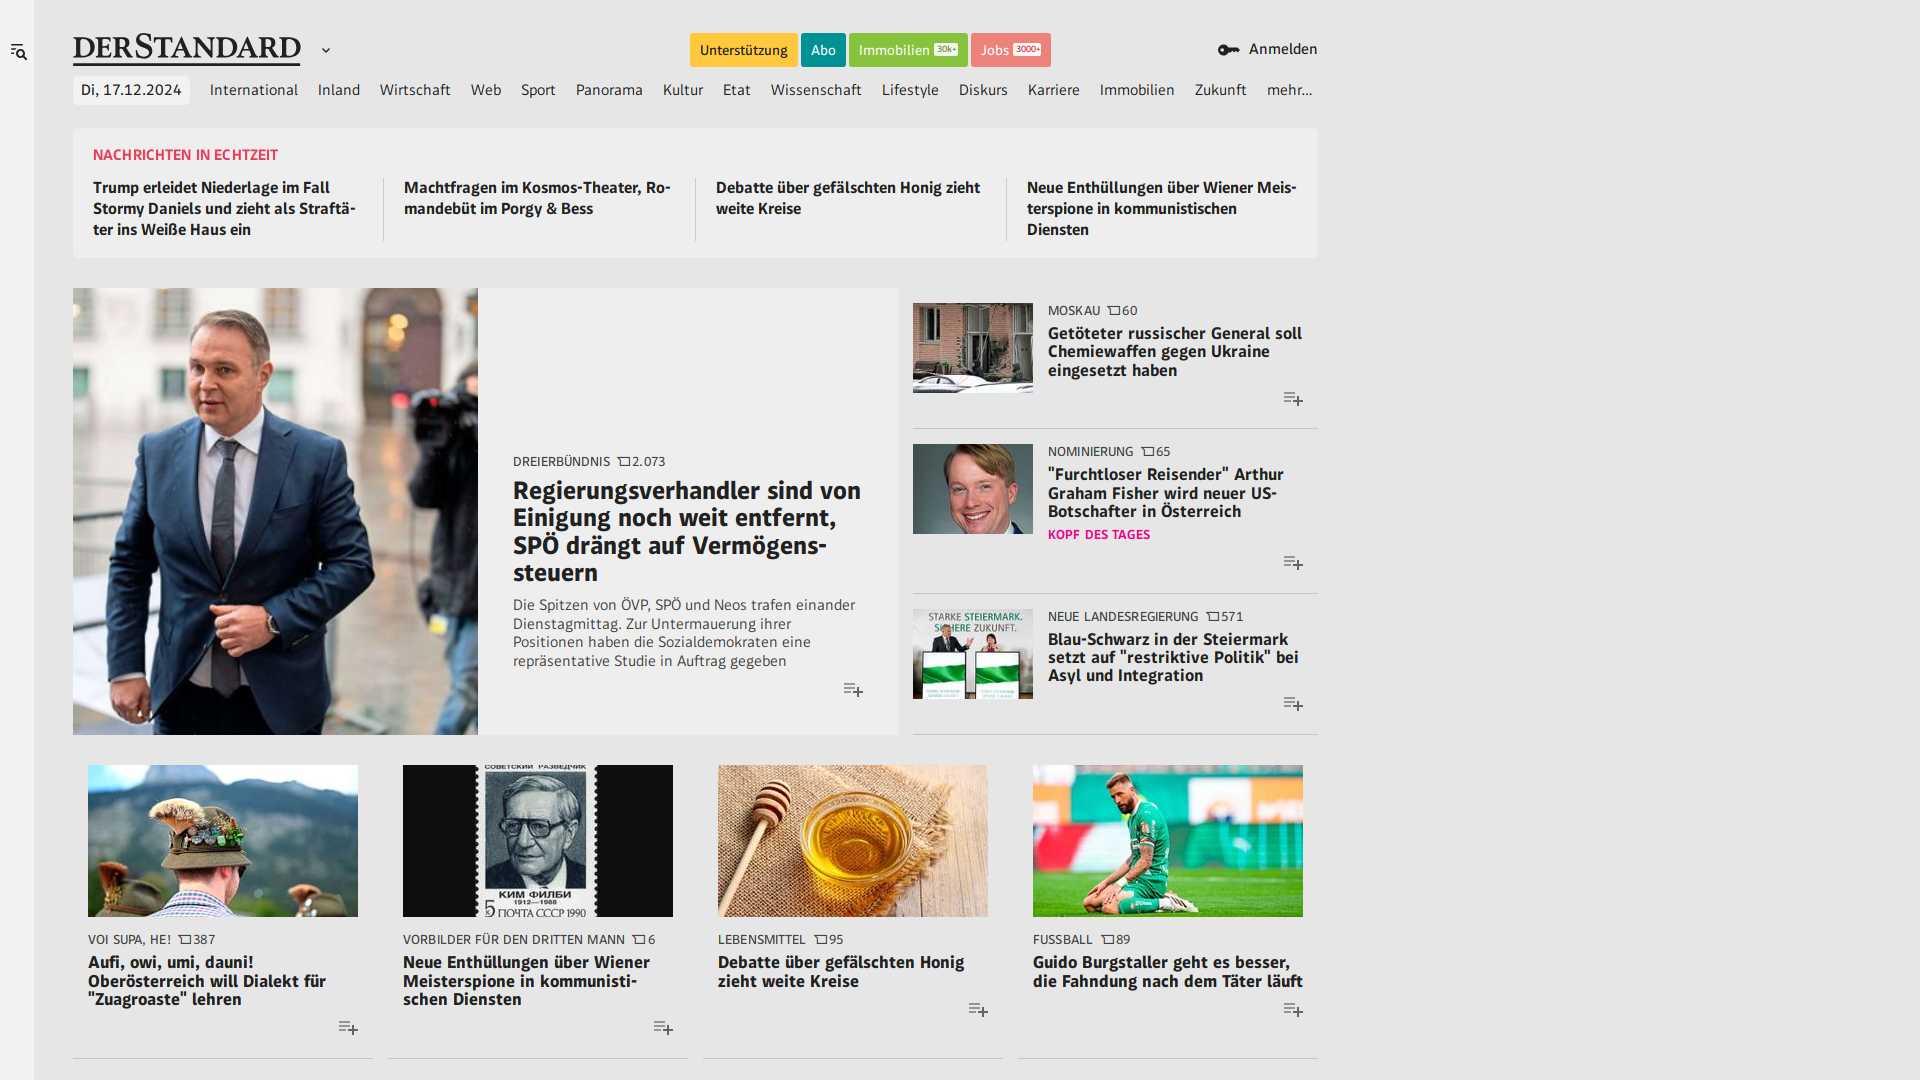 DERSTANDARD
Unterstützung
Abo
Immobilien 30k+
Jobs 3000+
Anmelden
Di, 17.12.2024
International
Inland
Wirtschaft
Web
Sport
Panorama
Kultur
Etat
Wissenschaft
Lifestyle
Diskurs
Karriere
Immobilien
Zukunft
mehr...
NACHRICHTEN IN ECHTZEIT
Trump erleidet Niederlage im Fall
Stormy Daniels und zieht als Straftä-
ter ins Weiße Haus ein
Machtfragen im Kosmos-Theater, Ro-
mandebüt im Porgy & Bess
Debatte über gefälschten Honig zieht
weite Kreise
Neue Enthüllungen über Wiener Meis-
terspione in kommunistischen
Diensten
DREIERBÜNDNIS 2.073
Regierungsverhandler sind von
Einigung noch weit entfernt,
SPÖ drängt auf Vermögens-
steuern
Die Spitzen von ÖVP, SPÖ und Neos trafen einander
Dienstagmittag. Zur Untermauerung ihrer
Positionen haben die Sozialdemokraten eine
repräsentative Studie in Auftrag gegeben
MOSKAU 60
Getöteter russischer General soll
Chemiewaffen gegen Ukraine
eingesetzt haben
NOMINIERUNG 65
"Furchtloser Reisender" Arthur
Graham Fisher wird neuer US-
Botschafter in Österreich
KOPF DES TAGES
STARKE STEIERMARK.
SICHERE ZUKUNFT.
NEUE LANDESREGIERUNG 571
Blau-Schwarz in der Steiermark
setzt auf "restriktive Politik" bei
Asyl und Integration
VOI SUPA, HE! 387
Aufi, owi, umi, dauni!
Oberösterreich will Dialekt für
"Zuagroaste" lehren
СОВЕТСКИЙ РАЗВЕДЧИК
КИМ ФИЛБИ
1912–1988
5 ПОЧТА СССР 1990
VORBILDER FÜR DEN DRITTEN MANN 6
Neue Enthüllungen über Wiener
Meisterspione in kommunisti-
schen Diensten
LEBENSMITTEL 95
Debatte über gefälschten Honig
zieht weite Kreise
FUSSBALL 89
Guido Burgstaller geht es besser,
die Fahndung nach dem Täter läuft